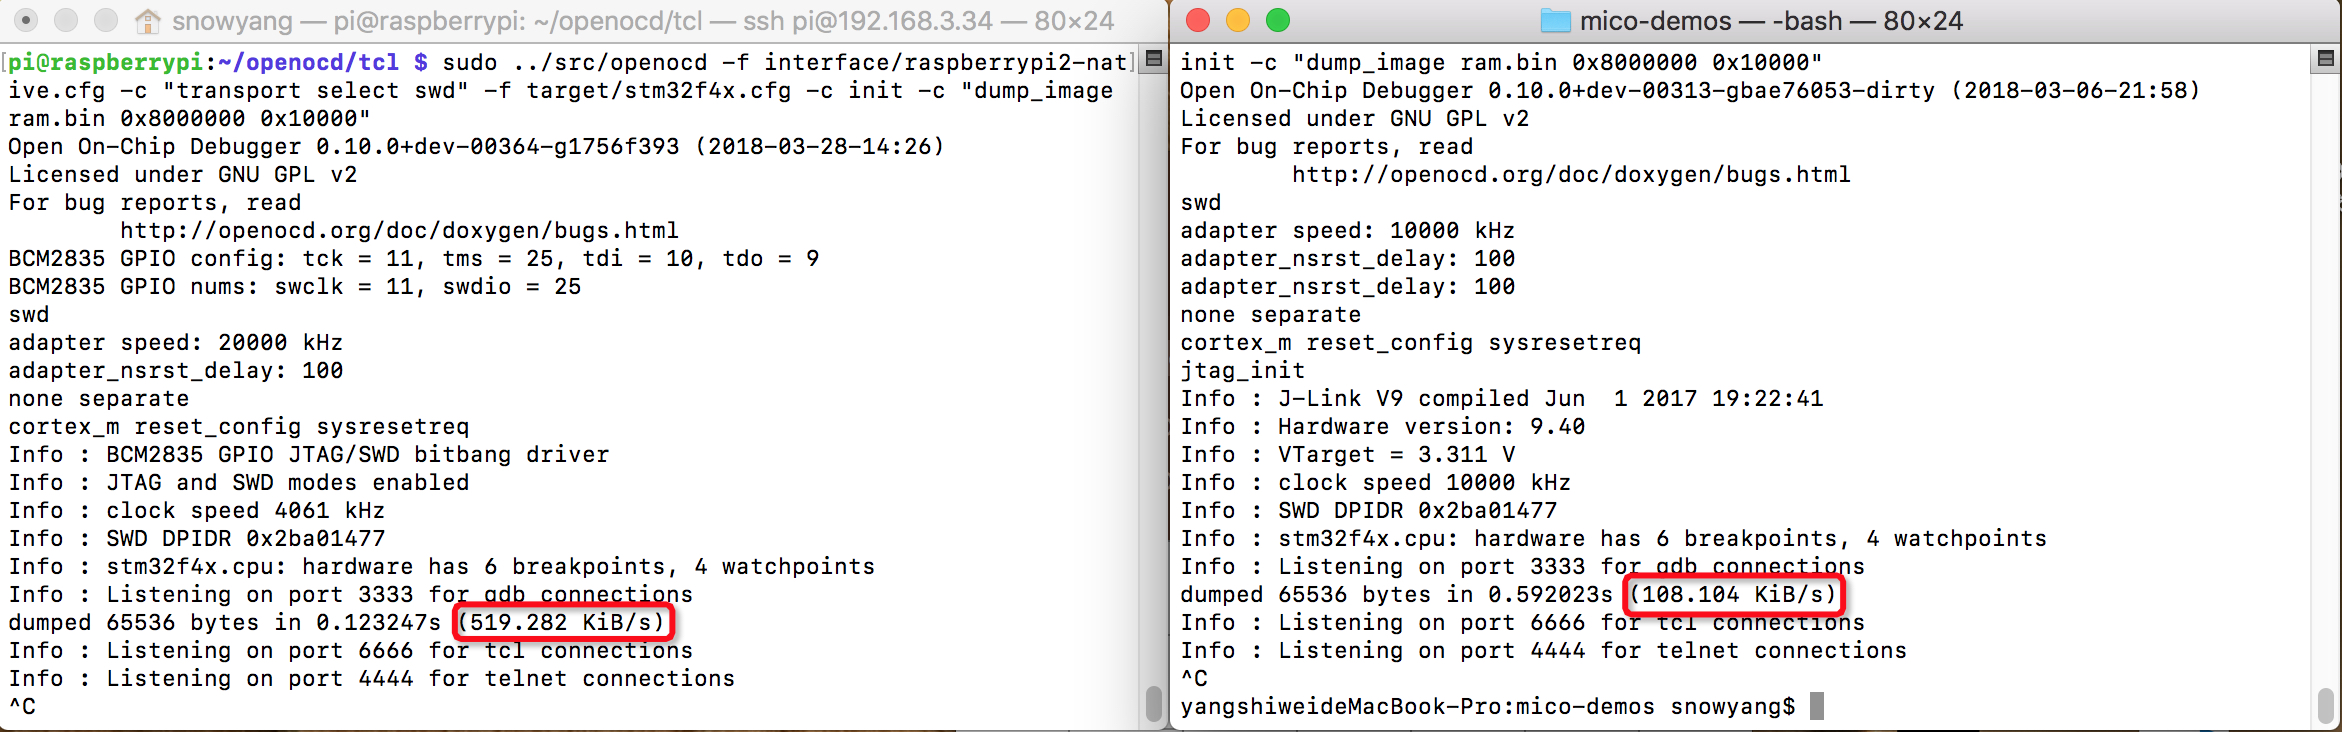 snowyang — pi@raspberrypi: ~/openocd/tcl — ssh pi@192.168.3.34 — 80×24
[pi@raspberrypi:~/openocd/tcl $ sudo ../src/openocd -f interface/raspberrypi2-nat]
ive.cfg -c "transport select swd" -f target/stm32f4x.cfg -c init -c "dump_image
ram.bin 0x8000000 0x10000"
Open On-Chip Debugger 0.10.0+dev-00364-g1756f393 (2018-03-28-14:26)
Licensed under GNU GPL v2
For bug reports, read
        http://openocd.org/doc/doxygen/bugs.html
BCM2835 GPIO config: tck = 11, tms = 25, tdi = 10, tdo = 9
BCM2835 GPIO nums: swclk = 11, swdio = 25
swd
adapter speed: 20000 kHz
adapter_nsrst_delay: 100
none separate
cortex_m reset_config sysresetreq
Info : BCM2835 GPIO JTAG/SWD bitbang driver
Info : JTAG and SWD modes enabled
Info : clock speed 4061 kHz
Info : SWD DPIDR 0x2ba01477
Info : stm32f4x.cpu: hardware has 6 breakpoints, 4 watchpoints
Info : Listening on port 3333 for gdb connections
dumped 65536 bytes in 0.123247s (519.282 KiB/s)
Info : Listening on port 6666 for tcl connections
Info : Listening on port 4444 for telnet connections
^C
mico-demos — -bash — 80×24
init -c "dump_image ram.bin 0x8000000 0x10000"
Open On-Chip Debugger 0.10.0+dev-00313-gbae76053-dirty (2018-03-06-21:58)
Licensed under GNU GPL v2
For bug reports, read
        http://openocd.org/doc/doxygen/bugs.html
swd
adapter speed: 10000 kHz
adapter_nsrst_delay: 100
adapter_nsrst_delay: 100
none separate
cortex_m reset_config sysresetreq
jtag_init
Info : J-Link V9 compiled Jun  1 2017 19:22:41
Info : Hardware version: 9.40
Info : VTarget = 3.311 V
Info : clock speed 10000 kHz
Info : SWD DPIDR 0x2ba01477
Info : stm32f4x.cpu: hardware has 6 breakpoints, 4 watchpoints
Info : Listening on port 3333 for gdb connections
dumped 65536 bytes in 0.592023s (108.104 KiB/s)
Info : Listening on port 6666 for tcl connections
Info : Listening on port 4444 for telnet connections
^C
yangshiweideMacBook-Pro:mico-demos snowyang$